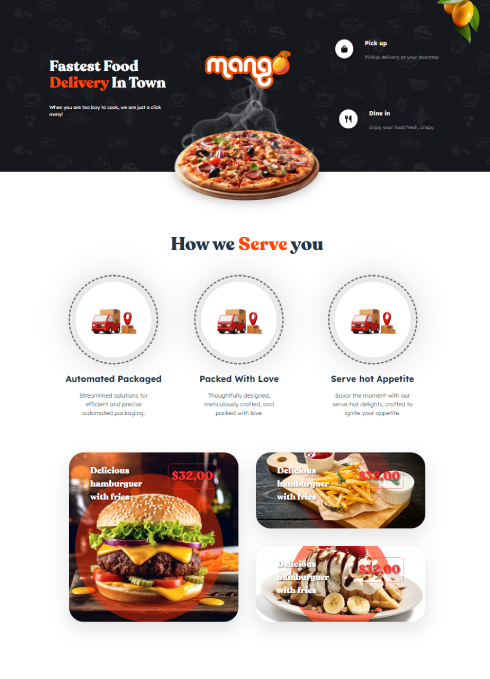 Fastest Food
Delivery In Town
When you are too lazy to cook, we are just a click
away!
mango
Pick up
Pickup delivery at your doorstep
Dine in
Enjoy your food fresh, crispy.
How we Serve you
Automated Packaged
Streamlined solutions for
efficient and precise
automated packaging.
Packed With Love
Thoughtfully designed,
meticulously crafted, and
packed with love.
Serve hot Appetite
Savor the moment with our
serve-hot delights, crafted to
ignite your appetite.
Delicious
hamburguer
with fries
$32,00
Delicious
hamburguer
with fries
$32,00
Delicious
hamburguer
with fries
$32,00